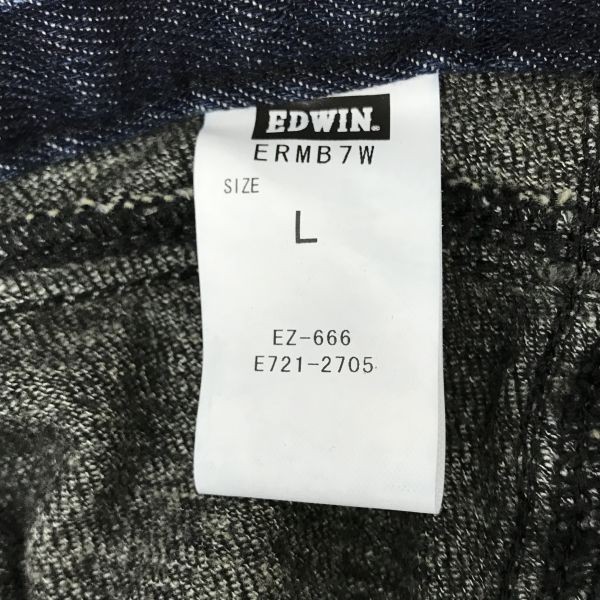 EDWIN.
ERMB7W
SIZE
L
EZ-666
E721-2705